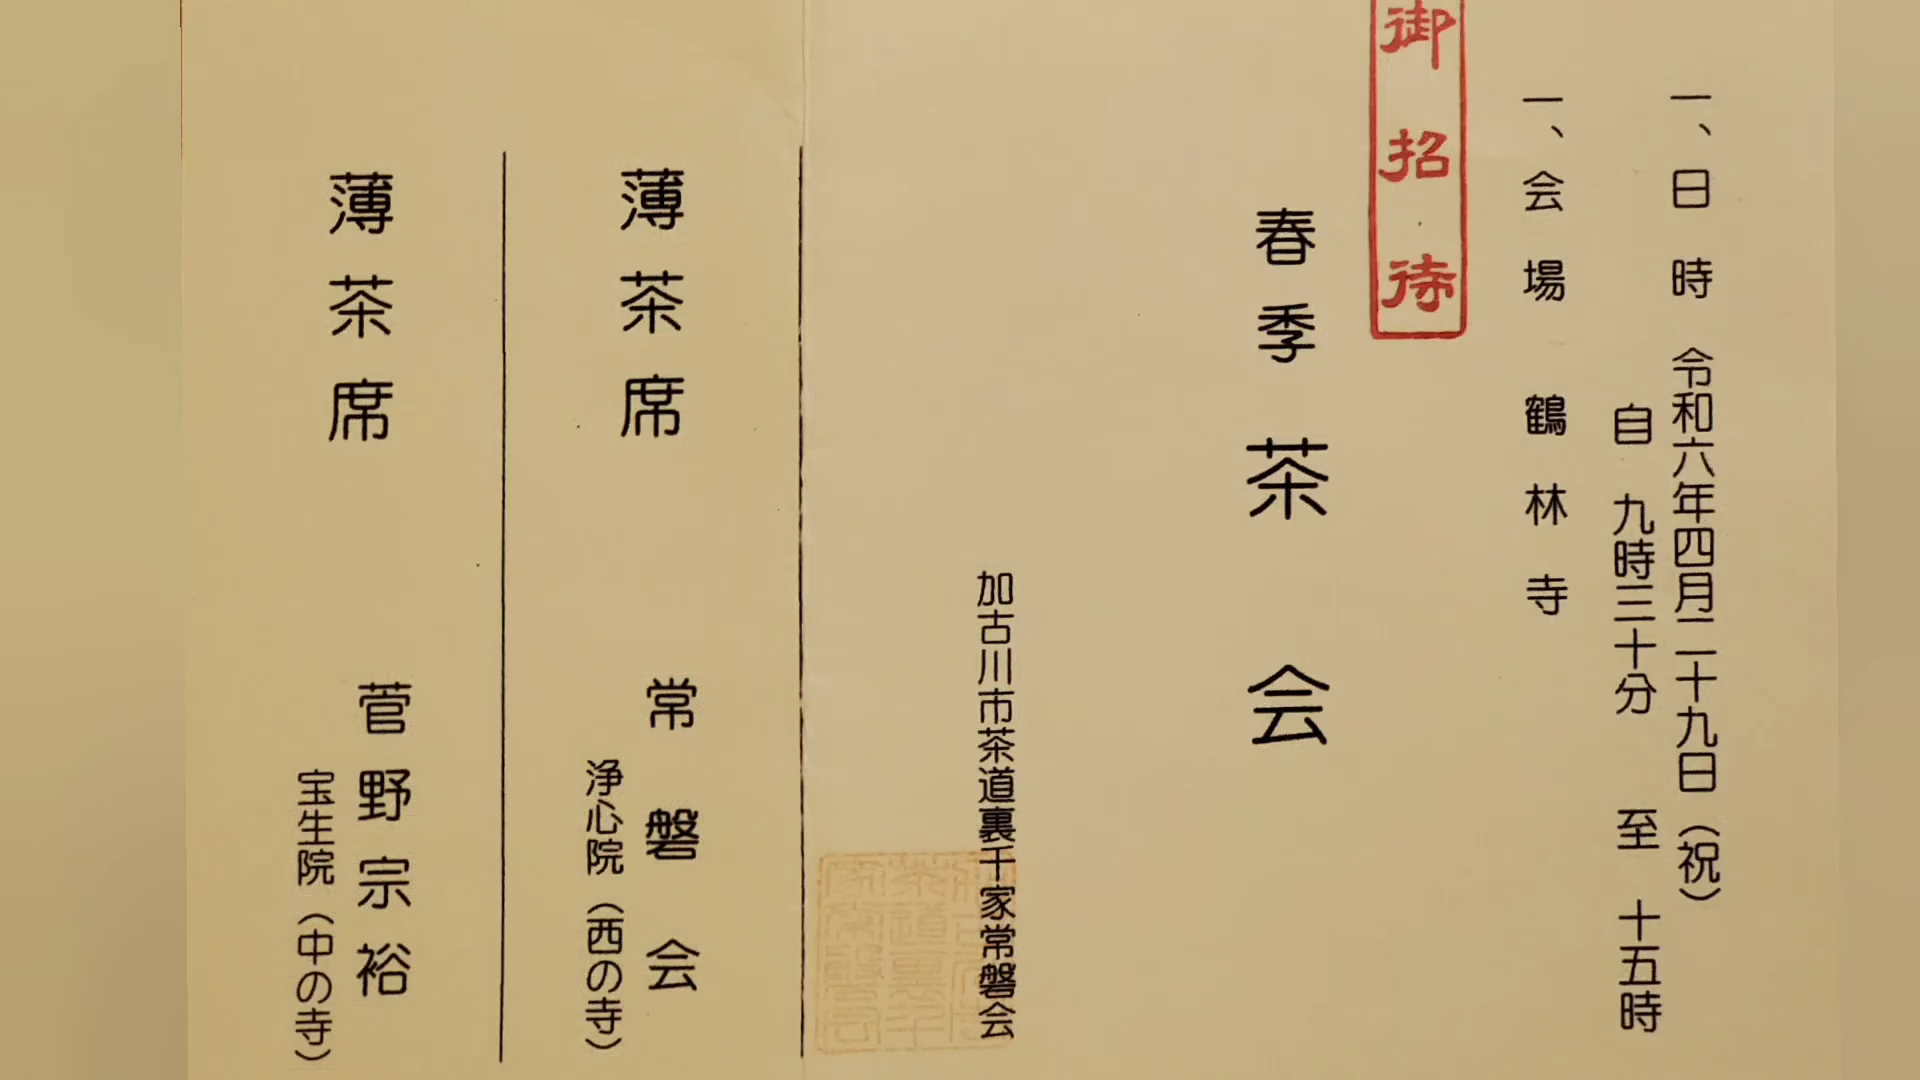 一、日時 令和六年四月二十九日（祝）
自 九時三十分 至 十五時
一、会場 鶴林寺
御招待
春季茶会
加古川市茶道裏千家常磐会
薄茶席 常磐会
浄心院（西の寺）
薄茶席 菅野宗裕
宝生院（中の寺）